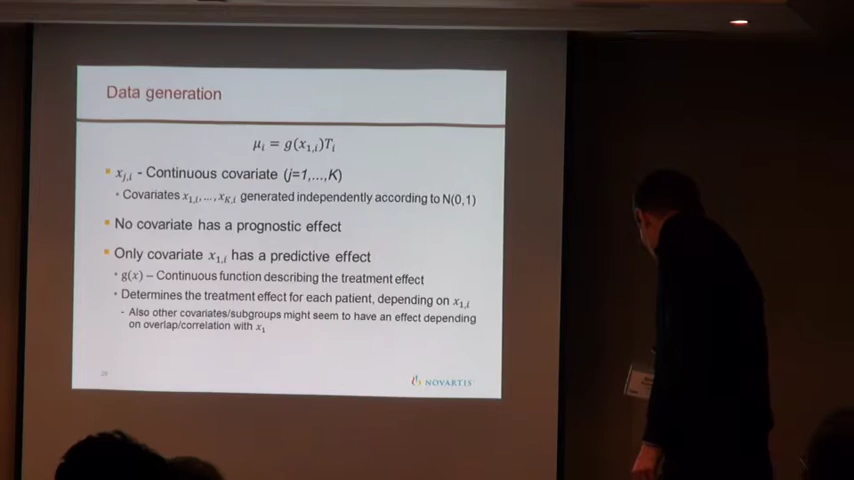 Data generation
μᵢ = g(x₁,ᵢ)Tᵢ
xⱼ,ᵢ - Continuous covariate (j=1,...,K)
Covariates x₁,ᵢ,...,x_K,ᵢ generated independently according to N(0,1)
No covariate has a prognostic effect
Only covariate x₁,ᵢ has a predictive effect
g(x) – Continuous function describing the treatment effect
Determines the treatment effect for each patient, depending on x₁,ᵢ
- Also other covariates/subgroups might seem to have an effect depending
on overlap/correlation with x₁
NOVARTIS